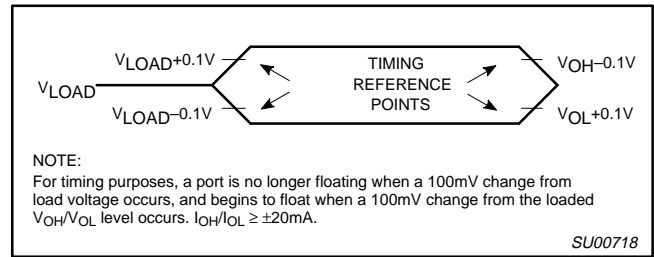 VLOAD+0.1V
TIMING
VOH–0.1V
VLOAD
REFERENCE
POINTS
VLOAD–0.1V
VOL+0.1V
NOTE:
For timing purposes, a port is no longer floating when a 100mV change from
load voltage occurs, and begins to float when a 100mV change from the loaded
VOH/VOL level occurs. IOH/IOL ≥ ±20mA.
SU00718